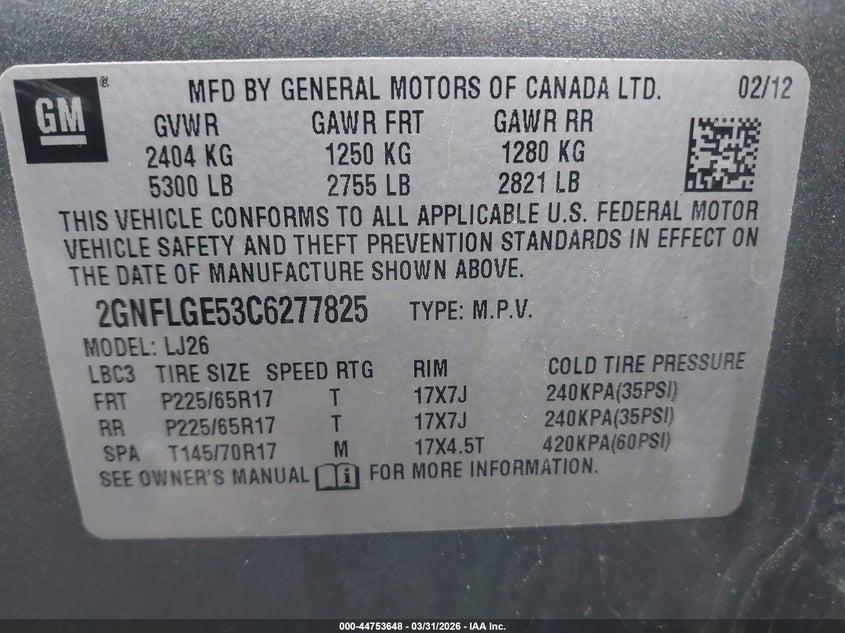 GM ® MFD BY GENERAL MOTORS OF CANADA LTD. 02/12
GVWR GAWR FRT GAWR RR
2404 KG 1250 KG 1280 KG
5300 LB 2755 LB 2821 LB
THIS VEHICLE CONFORMS TO ALL APPLICABLE U.S. FEDERAL MOTOR
VEHICLE SAFETY AND THEFT PREVENTION STANDARDS IN EFFECT ON
THE DATE OF MANUFACTURE SHOWN ABOVE.
2GNFLGE53C6277825 TYPE: M.P.V.
MODEL: LJ26
LBC3 TIRE SIZE SPEED RTG RIM COLD TIRE PRESSURE
FRT P225/65R17 T 17X7J 240KPA(35PSI)
RR P225/65R17 T 17X7J 240KPA(35PSI)
SPA T145/70R17 M 17X4.5T 420KPA(60PSI)
SEE OWNER'S MANUAL i FOR MORE INFORMATION.
000-44753648 - 03/31/2026 - IAA Inc.